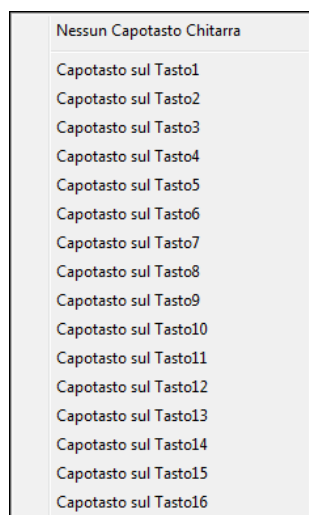 Nessun Capotasto Chitarra
Capotasto sul Tasto1
Capotasto sul Tasto2
Capotasto sul Tasto3
Capotasto sul Tasto4
Capotasto sul Tasto5
Capotasto sul Tasto6
Capotasto sul Tasto7
Capotasto sul Tasto8
Capotasto sul Tasto9
Capotasto sul Tasto10
Capotasto sul Tasto11
Capotasto sul Tasto12
Capotasto sul Tasto13
Capotasto sul Tasto14
Capotasto sul Tasto15
Capotasto sul Tasto16